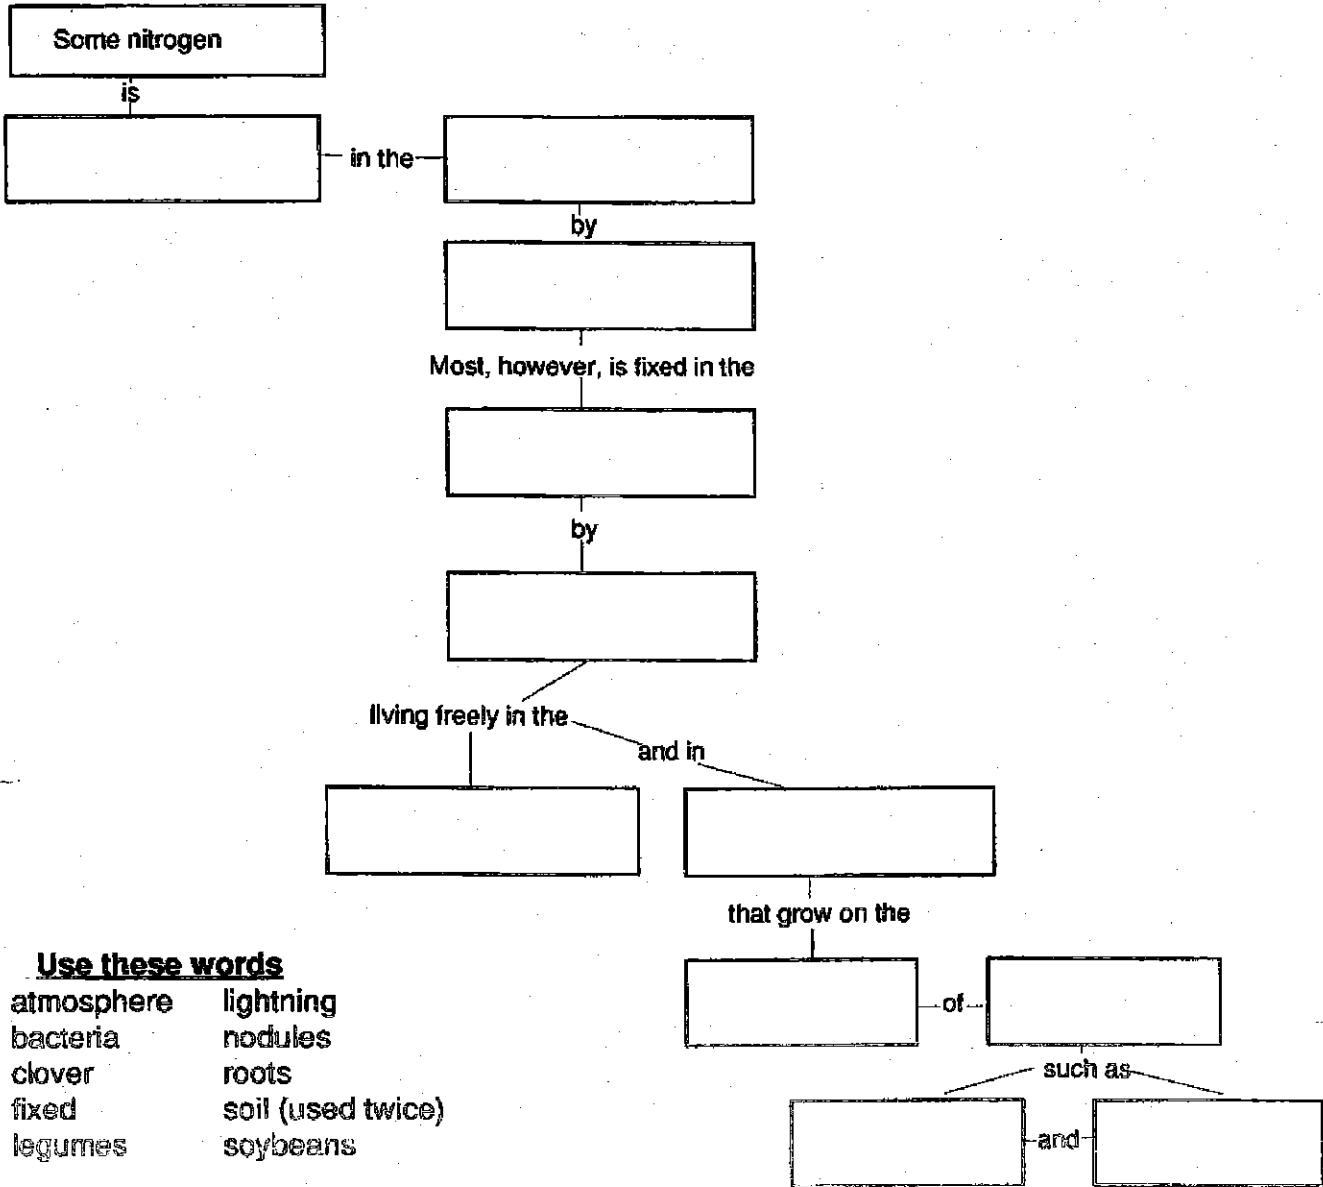 Some nitrogen
is
in the
by
Most, however, is fixed in the
by
living freely in the
and in
that grow on the
of
such as
and
Use these words
atmosphere lightning
bacteria nodules
clover roots
fixed soil (used twice)
legumes soybeans